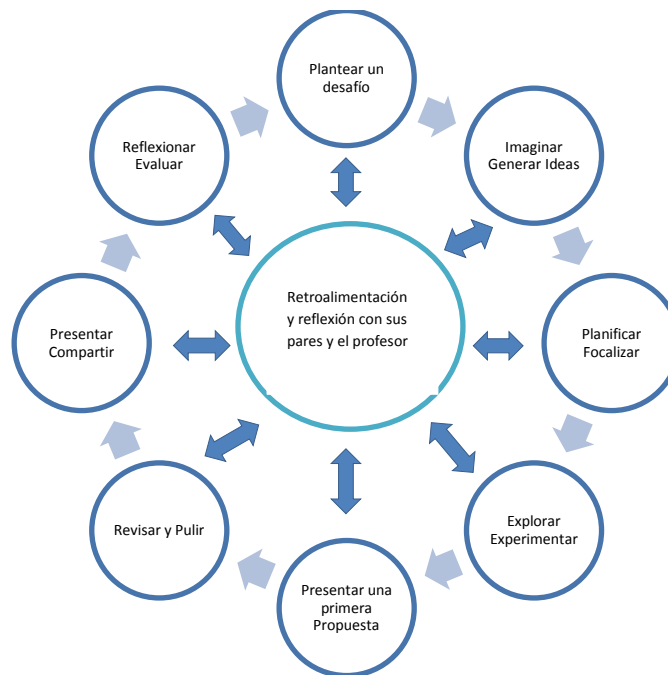 Plantear un
desafío
Imaginar
Generar Ideas
Planificar
Focalizar
Explorar
Experimentar
Presentar una
primera
Propuesta
Revisar y Pulir
Presentar
Compartir
Reflexionar
Evaluar
Retroalimentación
y reflexión con sus
pares y el profesor